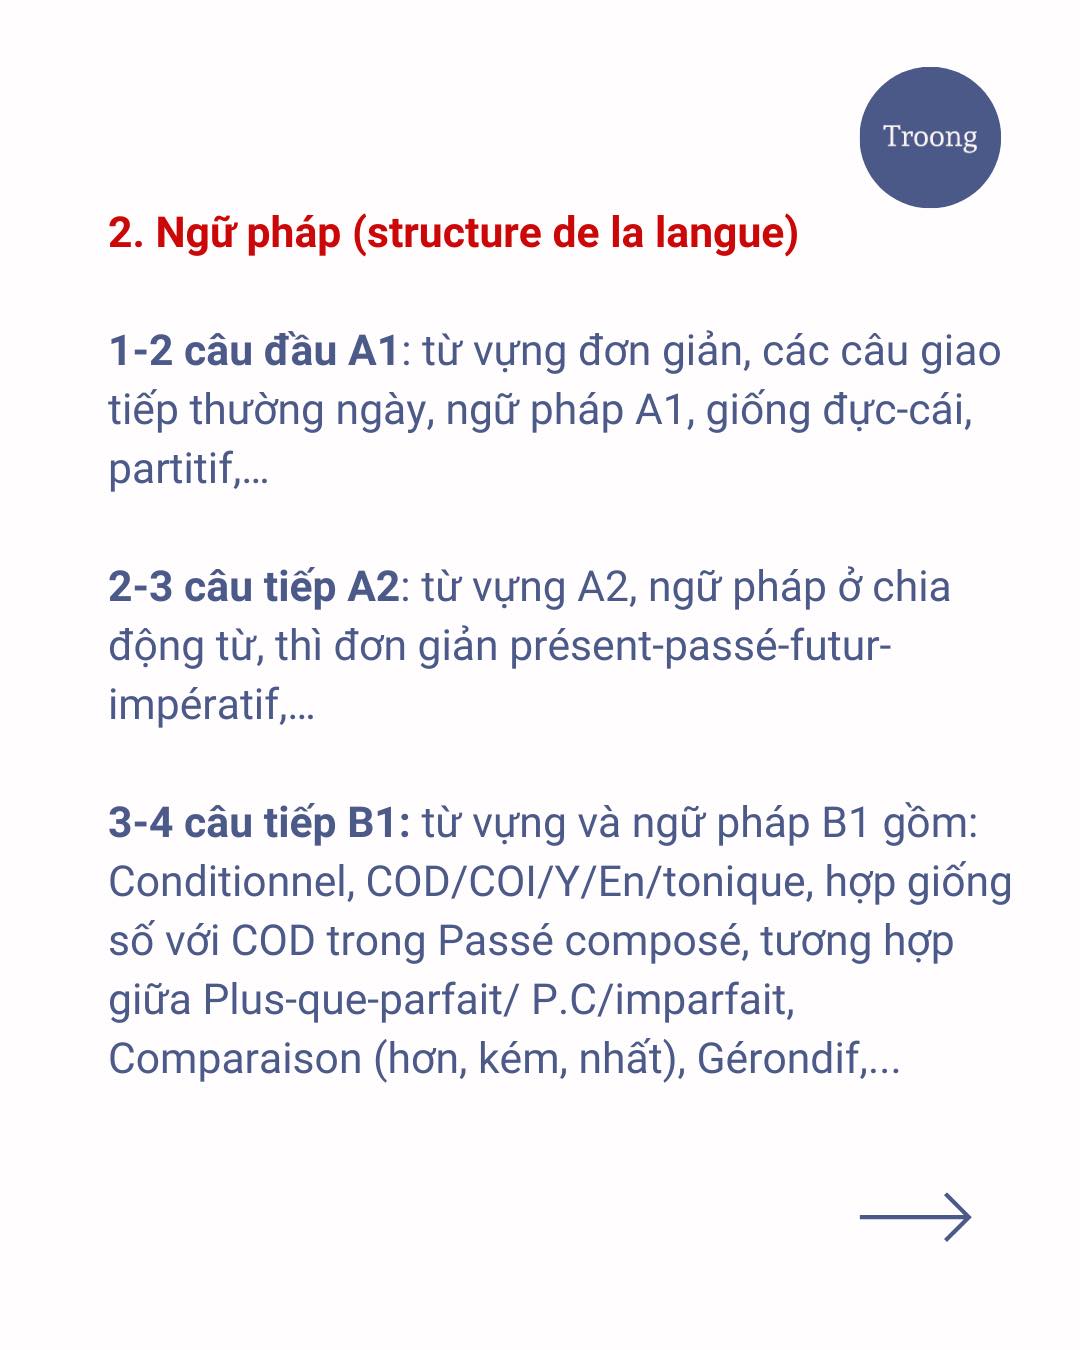 Troong
2. Ngữ pháp (structure de la langue)
1-2 câu đầu A1: từ vựng đơn giản, các câu giao
tiếp thường ngày, ngữ pháp A1, giống đực-cái,
partitif,...
2-3 câu tiếp A2: từ vựng A2, ngữ pháp ở chia
động từ, thì đơn giản présent-passé-futur-
impératif,...
3-4 câu tiếp B1: từ vựng và ngữ pháp B1 gồm:
Conditionnel, COD/COI/Y/En/tonique, hợp giống
số với COD trong Passé composé, tương hợp
giữa Plus-que-parfait/ P.C/imparfait,
Comparaison (hơn, kém, nhất), Gérondif,...